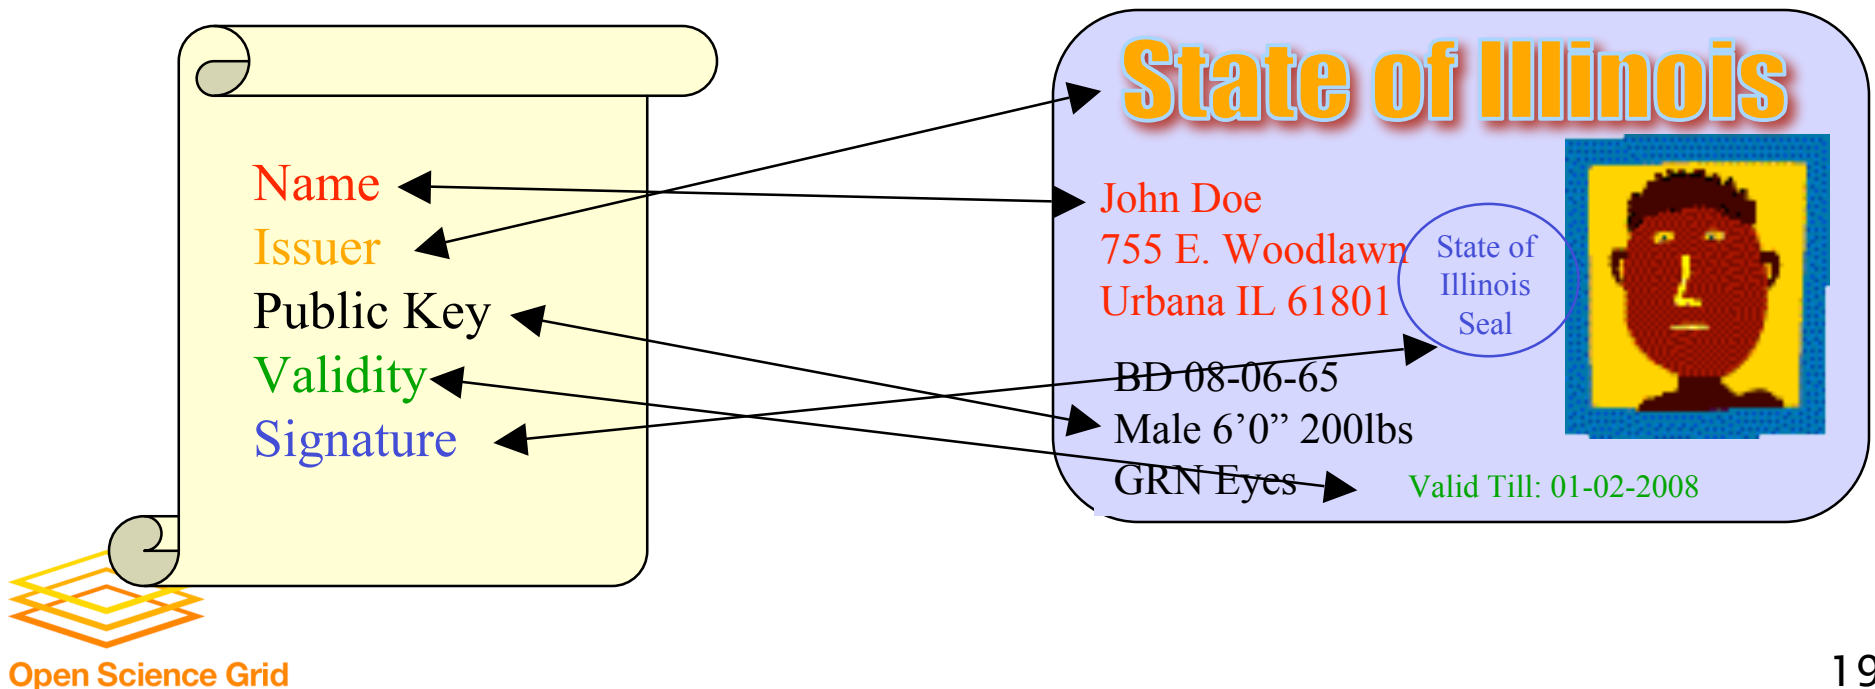 Name
Issuer
Public Key
Validity
Signature
State of Illinois
John Doe
755 E. Woodlawn
Urbana IL 61801
State of
Illinois
Seal
BD 08-06-65
Male 6’0” 200lbs
GRN Eyes
Valid Till: 01-02-2008
Open Science Grid
19